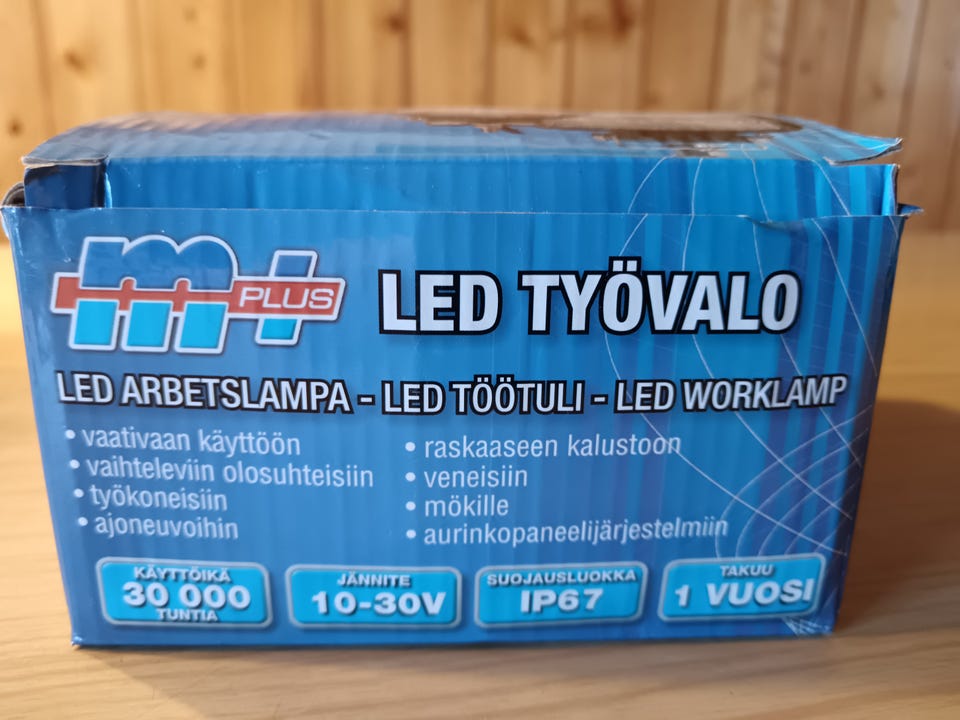 m+ PLUS
LED TYÖVALO
LED ARBETSLAMPA - LED TÖÖTULI - LED WORKLAMP
• vaativaan käyttöön
• vaihteleviin olosuhteisiin
• työkoneisiin
• ajoneuvoihin
• raskaaseen kalustoon
• veneisiin
• mökille
• aurinkopaneelijärjestelmiin
KÄYTTÖIKÄ
30 000
TUNTIA
JÄNNITE
10-30V
SUOJAUSLUOKKA
IP67
TAKUU
1 VUOSI